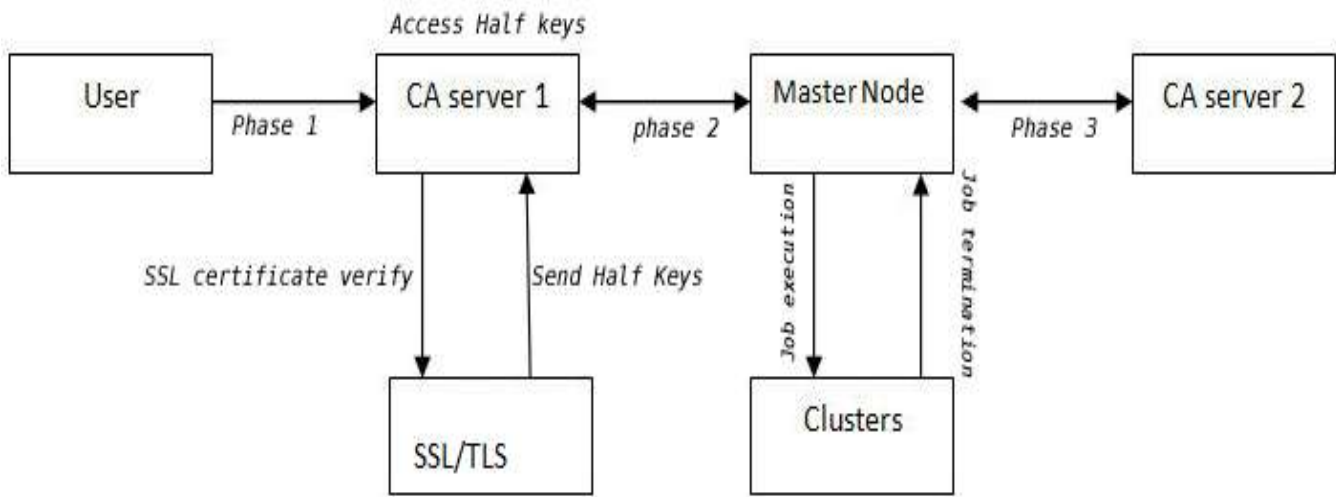 Access Half keys
User
CA server 1
Master Node
CA server 2
Phase 1
phase 2
Phase 3
SSL certificate verify
Send Half Keys
Job execution
Job termination
SSL/TLS
Clusters